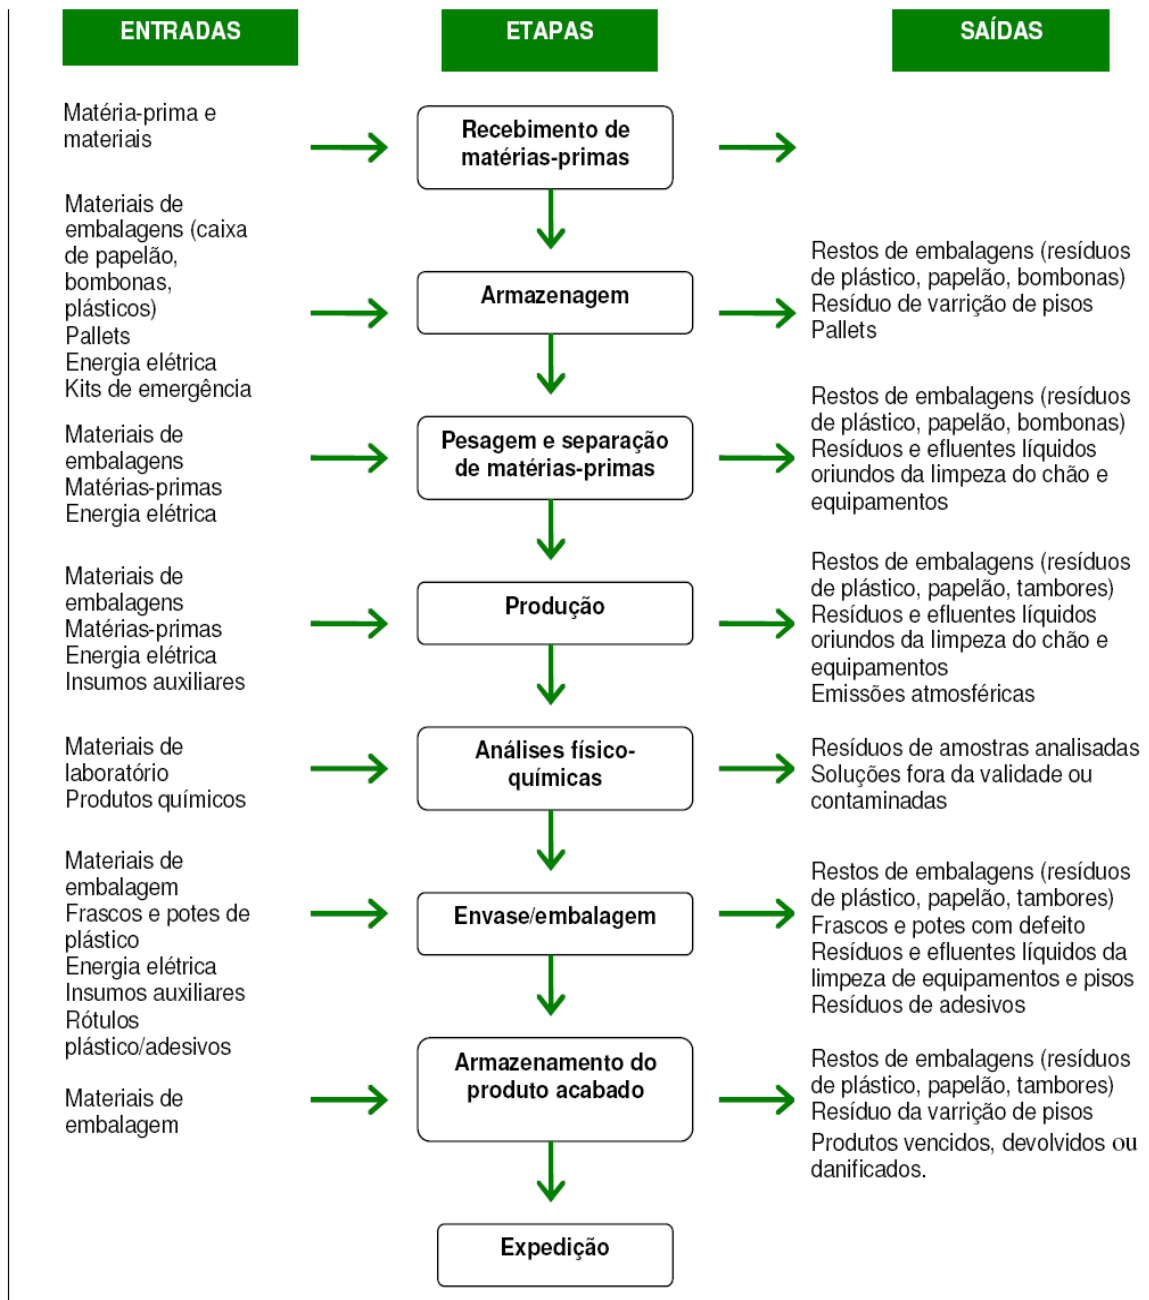 ENTRADAS
ETAPAS
SAÍDAS
Matéria-prima e
materiais
Recebimento de
matérias-primas
Materiais de
embalagens (caixa
de papelão,
bombonas,
plásticos)
Pallets
Energia elétrica
Kits de emergência
Armazenagem
Restos de embalagens (resíduos
de plástico, papelão, bombonas)
Resíduo de varrição de pisos
Pallets
Materiais de
embalagens
Matérias-primas
Energia elétrica
Pesagem e separação
de matérias-primas
Restos de embalagens (resíduos
de plástico, papelão, bombonas)
Resíduos e efluentes líquidos
oriundos da limpeza do chão e
equipamentos
Materiais de
embalagens
Matérias-primas
Energia elétrica
Insumos auxiliares
Produção
Restos de embalagens (resíduos
de plástico, papelão, tambores)
Resíduos e efluentes líquidos
oriundos da limpeza do chão e
equipamentos
Emissões atmosféricas
Materiais de
laboratório
Produtos químicos
Análises físico-
químicas
Resíduos de amostras analisadas
Soluções fora da validade ou
contaminadas
Materiais de
embalagem
Frascos e potes de
plástico
Energia elétrica
Insumos auxiliares
Rótulos
plástico/adesivos
Envase/embalagem
Restos de embalagens (resíduos
de plástico, papelão, tambores)
Frascos e potes com defeito
Resíduos e efluentes líquidos da
limpeza de equipamentos e pisos
Resíduos de adesivos
Materiais de
embalagem
Armazenamento do
produto acabado
Restos de embalagens (resíduos
de plástico, papelão, tambores)
Resíduo da varrição de pisos
Produtos vencidos, devolvidos ou
danificados.
Expedição